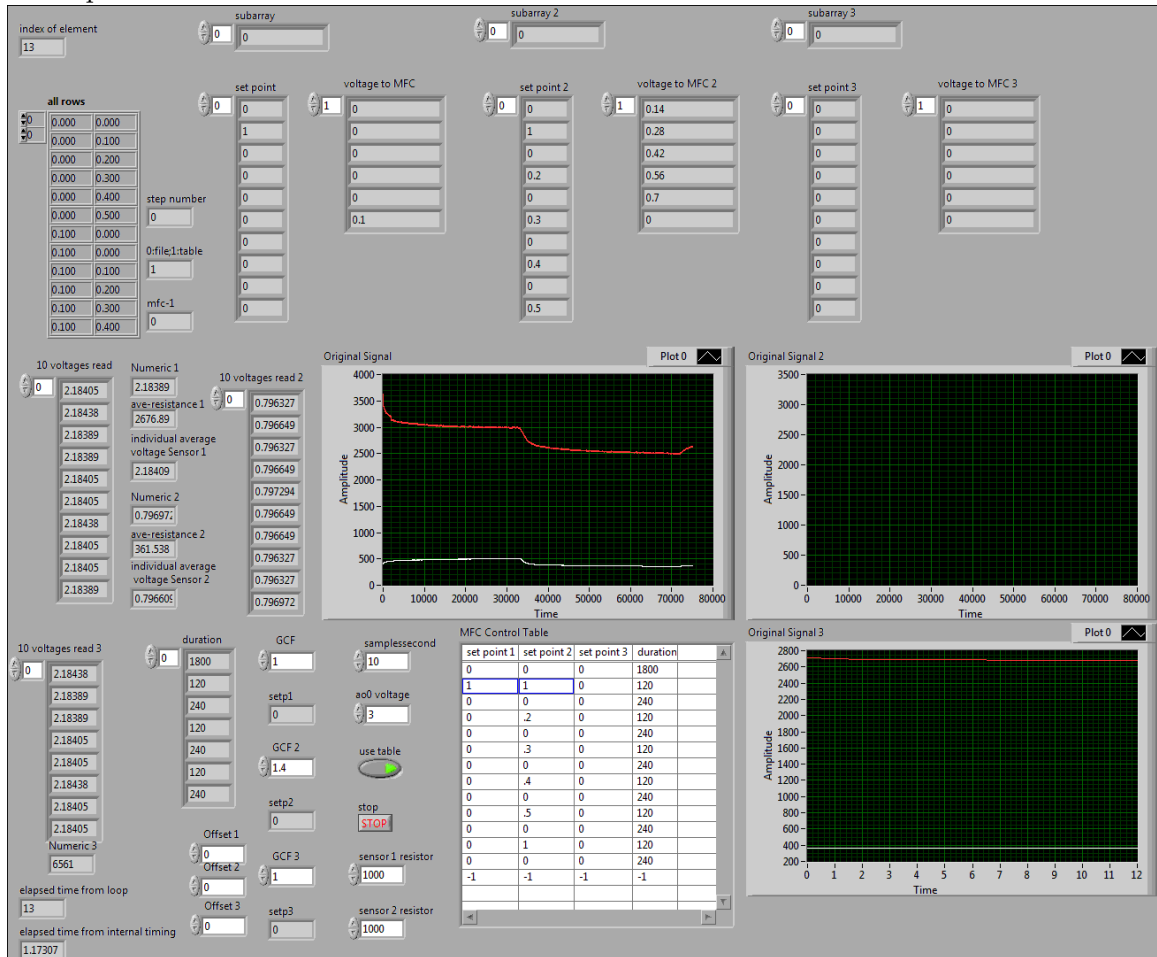 subarray
subarray 2
subarray 3
index of element
0 0
0 0
0 0
13
all rows
0
0
0.000 0.000
0.000 0.100
0.000 0.200
0.000 0.300
0.000 0.400
0.000 0.500
0.100 0.000
0.100 0.000
0.100 0.100
0.100 0.200
0.100 0.300
0.100 0.400
step number
0
0:file;1:table
1
mfc-1
0
set point
0
0
1
0
0
0
0
0
0
0
0
0
voltage to MFC
1
0
0
0
0
0
0.1
set point 2
0
0
1
0
0.2
0
0.3
0
0.4
0
0.5
voltage to MFC 2
1
0.14
0.28
0.42
0.56
0.7
0
set point 3
0
0
0
0
0
0
0
0
0
0
0
voltage to MFC 3
1
0
0
0
0
0
0
10 voltages read
0
2.18405
2.18438
2.18389
2.18389
2.18405
2.18405
2.18438
2.18405
2.18405
2.18389
Numeric 1
2.18389
ave-resistance 1
2676.89
individual average
voltage Sensor 1
2.18409
Numeric 2
0.79697
ave-resistance 2
361.538
individual average
voltage Sensor 2
0.79660
10 voltages read 2
0
0.796327
0.796649
0.796327
0.796649
0.797294
0.796649
0.796649
0.796327
0.796327
0.796972
Original Signal
Plot 0
4000
3500
3000
2500
2000
1500
1000
500
0
Amplitude
0 10000 20000 30000 40000 50000 60000 70000 80000
Time
Original Signal 2
Plot 0
3500
3000
2500
2000
1500
1000
500
0
Amplitude
0 10000 20000 30000 40000 50000 60000 70000 80000
Time
10 voltages read 3
0
2.18438
2.18389
2.18389
2.18405
2.18405
2.18438
2.18405
2.18405
Numeric 3
6561
elapsed time from loop
13
elapsed time from internal timing
1.17307
duration
0
1800
120
240
120
240
120
240
Offset 1
0
Offset 2
0
Offset 3
0
GCF
1
setp1
0
GCF 2
1.4
setp2
0
GCF 3
1
setp3
0
samplessecond
10
ao0 voltage
3
use table
stop
STOP
sensor 1 resistor
1000
sensor 2 resistor
1000
MFC Control Table
set point 1 set point 2 set point 3 duration
0 0 0 1800
1 1 0 120
0 0 0 240
0 .2 0 120
0 0 0 240
0 .3 0 120
0 0 0 240
0 .4 0 120
0 0 0 240
0 .5 0 120
0 0 0 240
0 1 0 120
0 0 0 240
-1 -1 -1 -1
Original Signal 3
Plot 0
2800
2600
2400
2200
2000
1800
1600
1400
1200
1000
800
600
400
200
Amplitude
0 1 2 3 4 5 6 7 8 9 10 11 12
Time